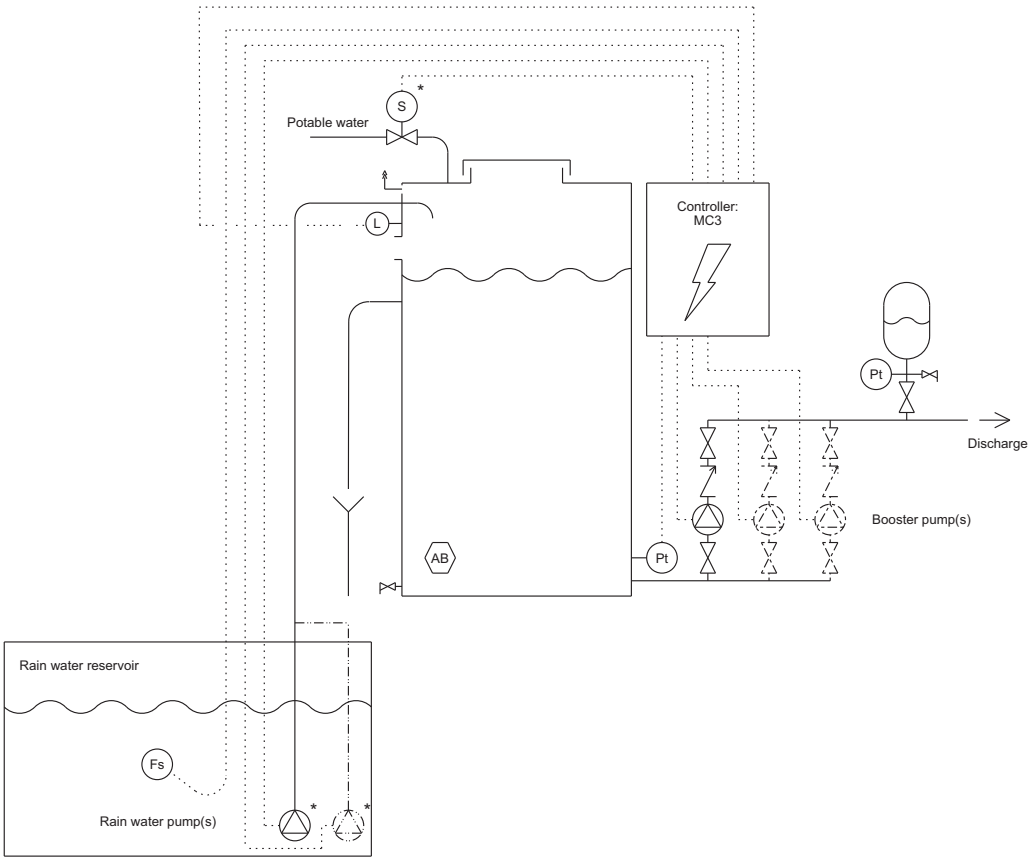 S
*
Potable water
Controller:
MC3
L
Pt
Discharge
Booster pump(s)
AB
Pt
Rain water reservoir
Fs
Rain water pump(s)
*
*